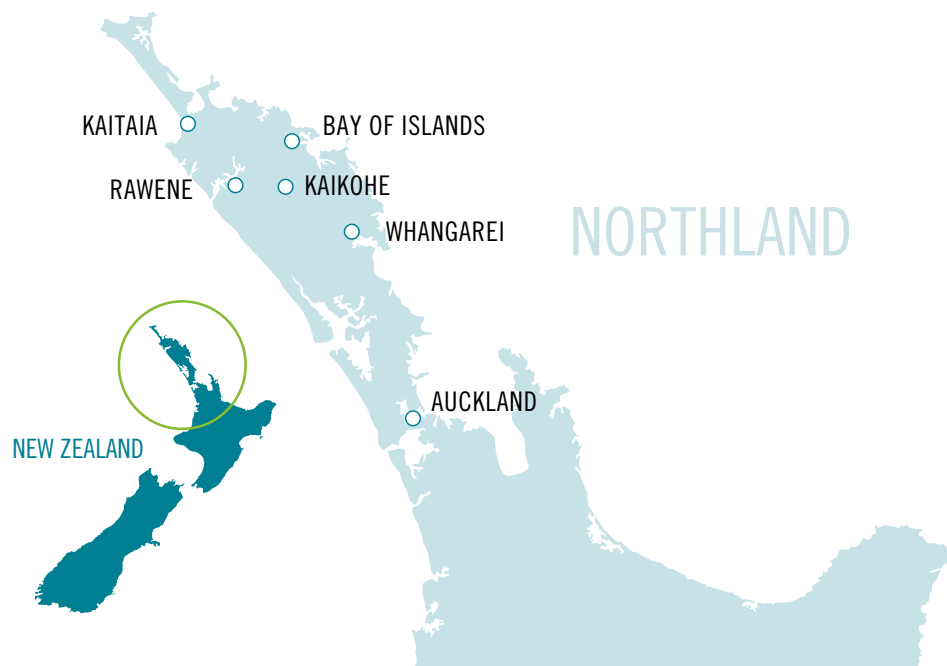 KAITAIA
BAY OF ISLANDS
RAWENE
KAIKOHE
WHANGAREI
NORTHLAND
AUCKLAND
NEW ZEALAND